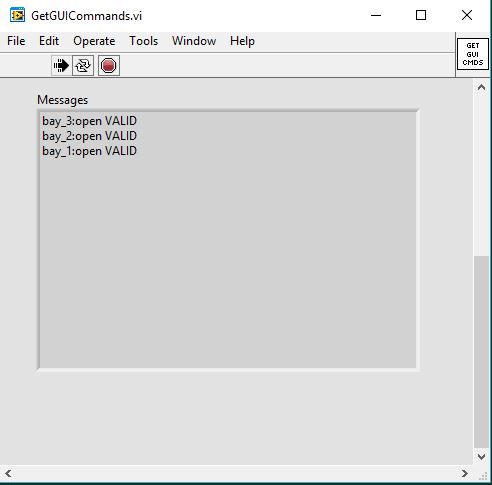 GetGUICommands.vi
File Edit Operate Tools Window Help
GET
GUI
CMDS
Messages
bay_3:open VALID
bay_2:open VALID
bay_1:open VALID